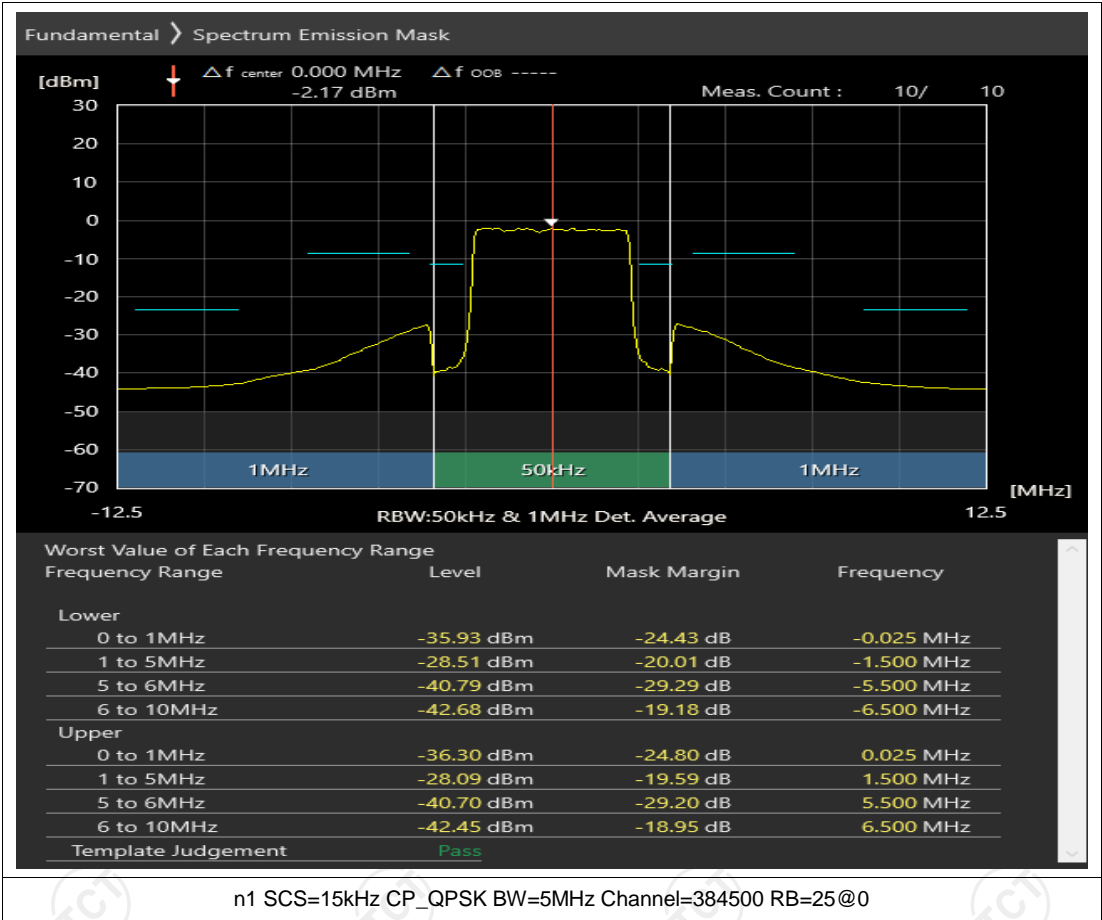 Fundamental ❯ Spectrum Emission Mask
[dBm]
△ f center 0.000 MHz △ f OOB -----
-2.17 dBm
Meas. Count : 10/ 10
30
20
10
0
-10
-20
-30
-40
-50
-60
-70
1MHz 50kHz 1MHz
[MHz]
-12.5 RBW:50kHz & 1MHz Det. Average 12.5
Worst Value of Each Frequency Range
Frequency Range Level Mask Margin Frequency
Lower
0 to 1MHz -35.93 dBm -24.43 dB -0.025 MHz
1 to 5MHz -28.51 dBm -20.01 dB -1.500 MHz
5 to 6MHz -40.79 dBm -29.29 dB -5.500 MHz
6 to 10MHz -42.68 dBm -19.18 dB -6.500 MHz
Upper
0 to 1MHz -36.30 dBm -24.80 dB 0.025 MHz
1 to 5MHz -28.09 dBm -19.59 dB 1.500 MHz
5 to 6MHz -40.70 dBm -29.20 dB 5.500 MHz
6 to 10MHz -42.45 dBm -18.95 dB 6.500 MHz
Template Judgement Pass
n1 SCS=15kHz CP_QPSK BW=5MHz Channel=384500 RB=25@0
TCT TCT TCT TCT